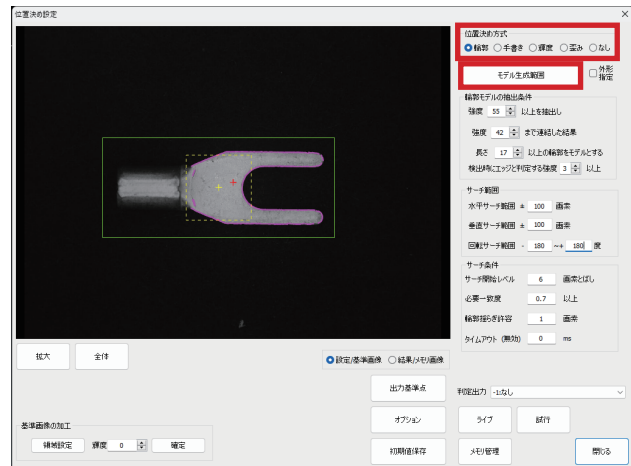 位置決め設定
×
位置決め方式
輪郭 手書き 輝度 歪み なし
モデル生成範囲
外形
指定
輪郭モデルの抽出条件
強度 55 以上を抽出し
強度 42 まで連結した結果
長さ 17 以上の輪郭をモデルとする
検出時にエッジと判定する強度 3 以上
サーチ範囲
水平サーチ範囲 ± 100 画素
垂直サーチ範囲 ± 100 画素
回転サーチ範囲 - 180 ~+ 180 度
サーチ条件
サーチ開始レベル 6 画素とばし
必要一致度 0.7 以上
輪郭揺らぎ許容 1 画素
タイムアウト (無効) 0 ms
拡大 全体
設定/基準画像 結果/メモリ画像
出力基準点
判定出力 -1:なし
オプション ライブ 試行
基準画像の加工
領域設定 輝度 0 確定
初期値保存 メモリ管理 閉じる